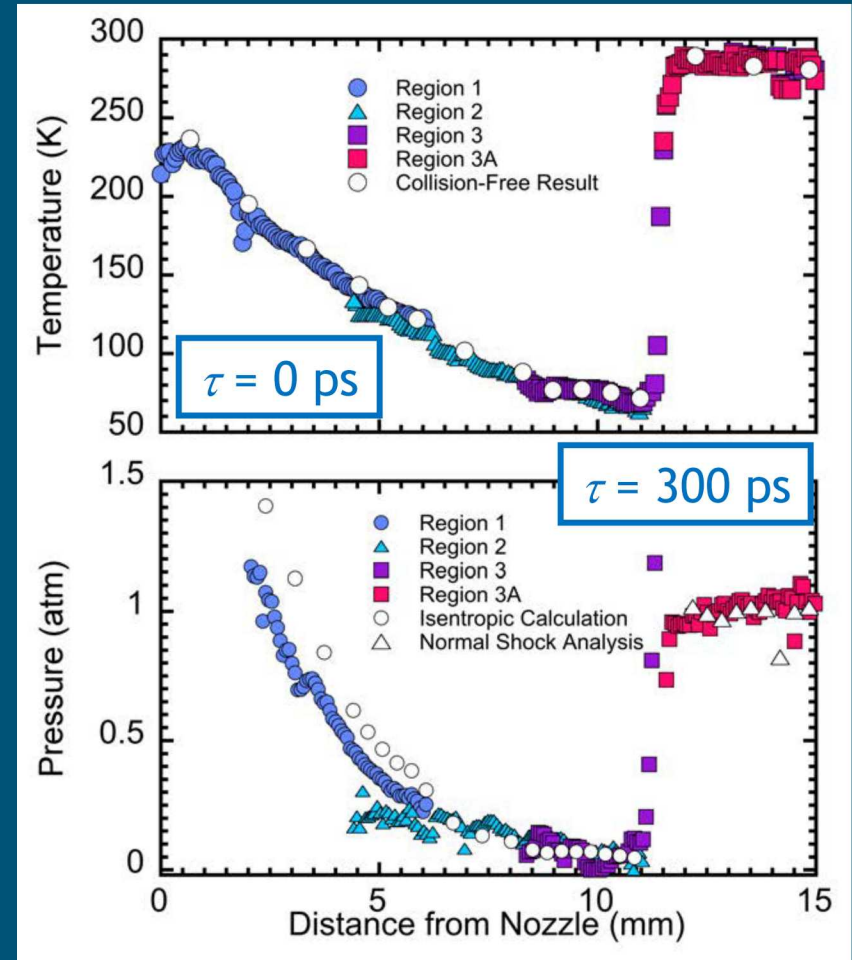 Temperature (K)
300
250
200
150
100
50
Region 1
Region 2
Region 3
Region 3A
Collision-Free Result
τ = 0 ps
Pressure (atm)
1.5
1
0.5
0
τ = 300 ps
Region 1
Region 2
Region 3
Region 3A
Isentropic Calculation
Normal Shock Analysis
0 5 10 15
Distance from Nozzle (mm)